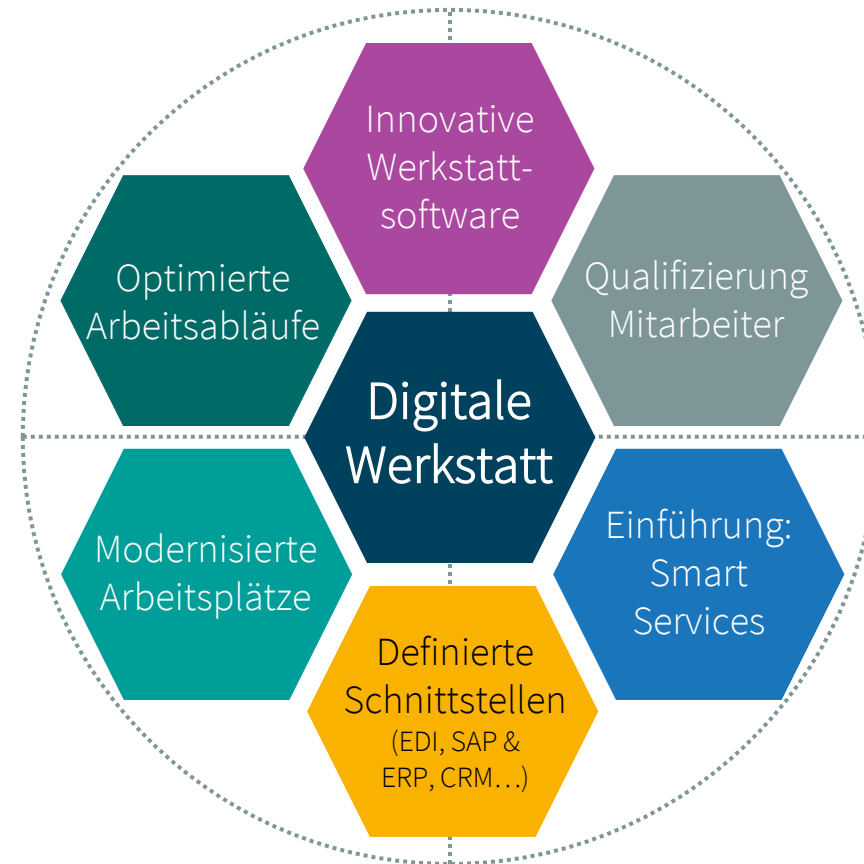 Innovative
Werkstatt-
software
Optimierte
Arbeitsabläufe
Qualifizierung
Mitarbeiter
Digitale
Werkstatt
Modernisierte
Arbeitsplätze
Einführung:
Smart
Services
Definierte
Schnittstellen
(EDI, SAP &
ERP, CRM…)